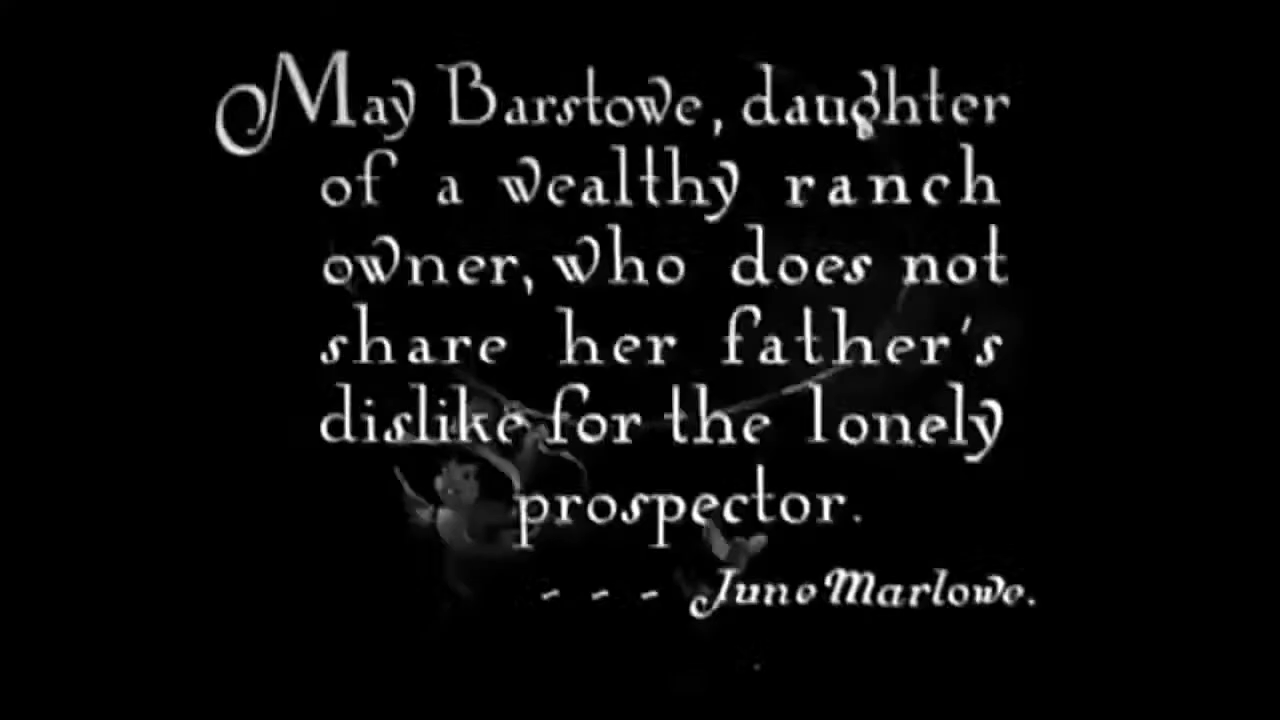 May Barstowe, daughter
of a wealthy ranch
owner, who does not
share her father's
dislike for the lonely
prospector.
- - - June Marlowe.